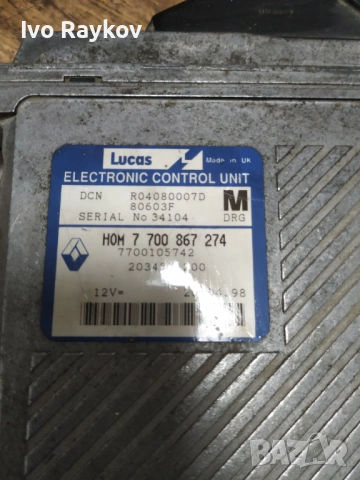 Ivo Raykov
Lucas
Made in UK
ELECTRONIC CONTROL UNIT
DCN R04080007D
80603F
M
SERIAL No 34104 DRG
HOM 7 700 867 274
7700105742
12V=
BAZAR